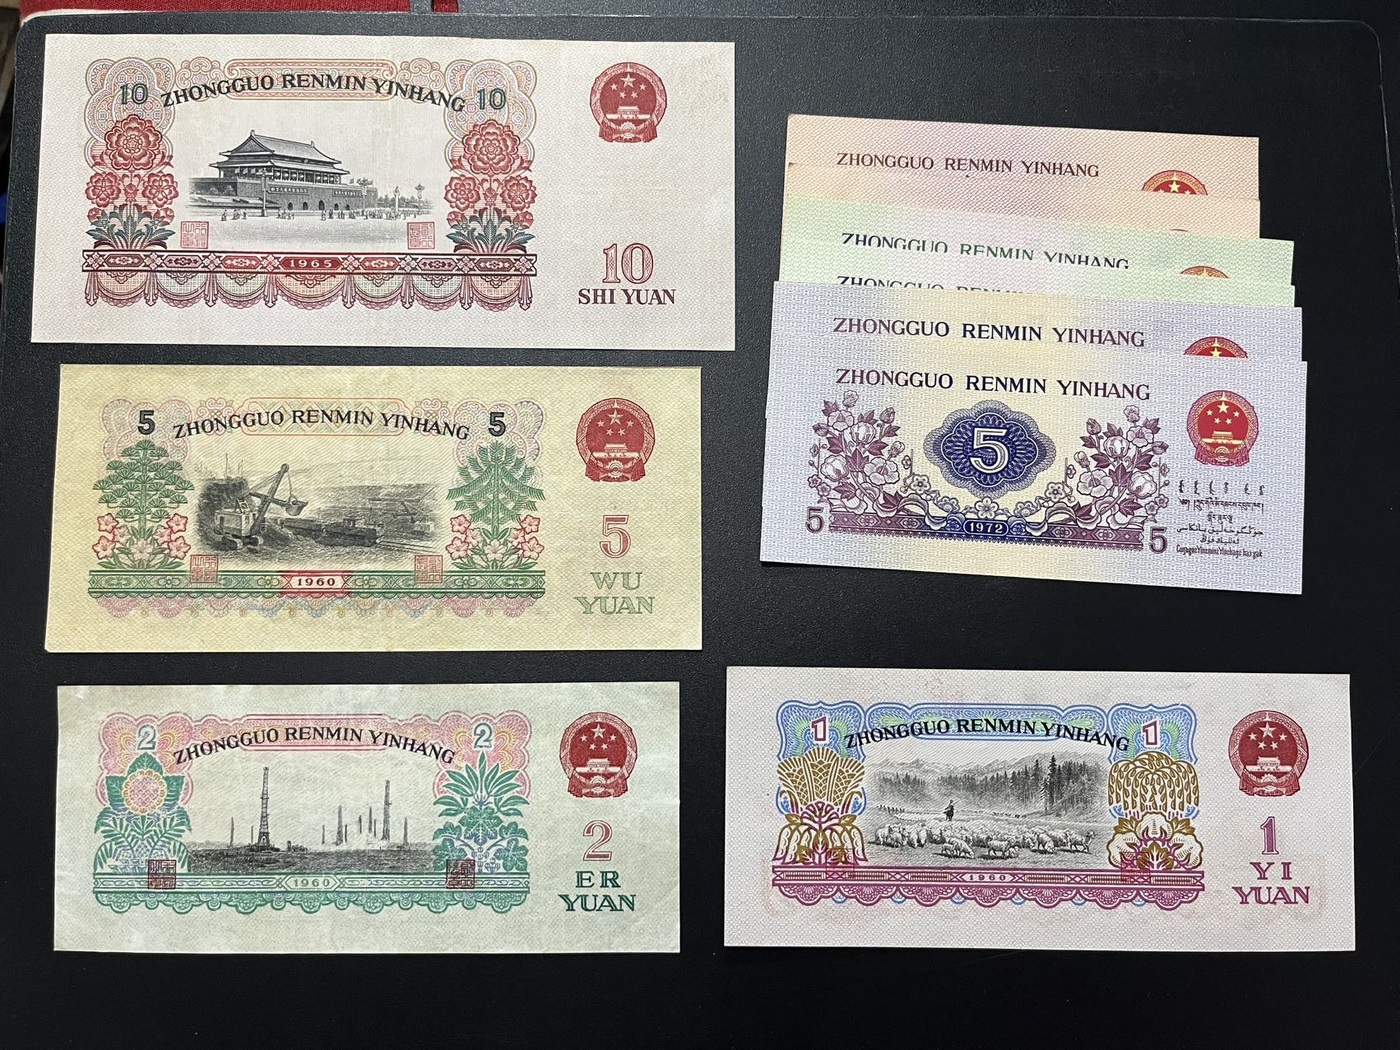 10 ZHONGGUO RENMIN YINHANG 10
1965
10
SHI YUAN
5 ZHONGGUO RENMIN YINHANG 5
1960
5
WU
YUAN
2 ZHONGGUO RENMIN YINHANG 2
1960
2
ER
YUAN
ZHONGGUO RENMIN YINHANG
ZHONGGUO RENMIN YINHANG
ZHONGGUO RENMIN
ZHONGGUO RENMIN YINHANG
ZHONGGUO RENMIN YINHANG
5
5 1972 5
1 ZHONGGUO RENMIN YINHANG 1
1960
1
YI
YUAN